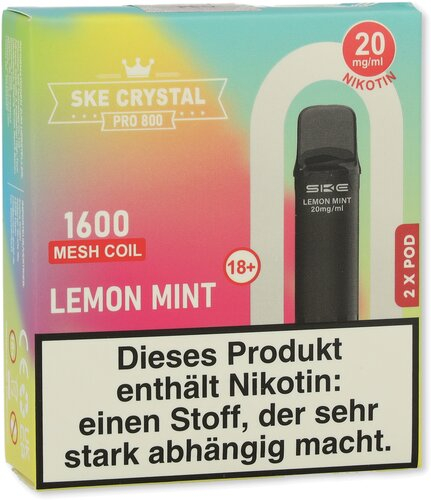 SKE CRYSTAL
PRO 800
20
mg/ml
NIKOTIN
SKE
LEMON MINT
20mg/ml
1600
MESH COIL
18+
LEMON MINT
2 X POD
Dieses Produkt
enthält Nikotin:
einen Stoff, der sehr
stark abhängig macht.